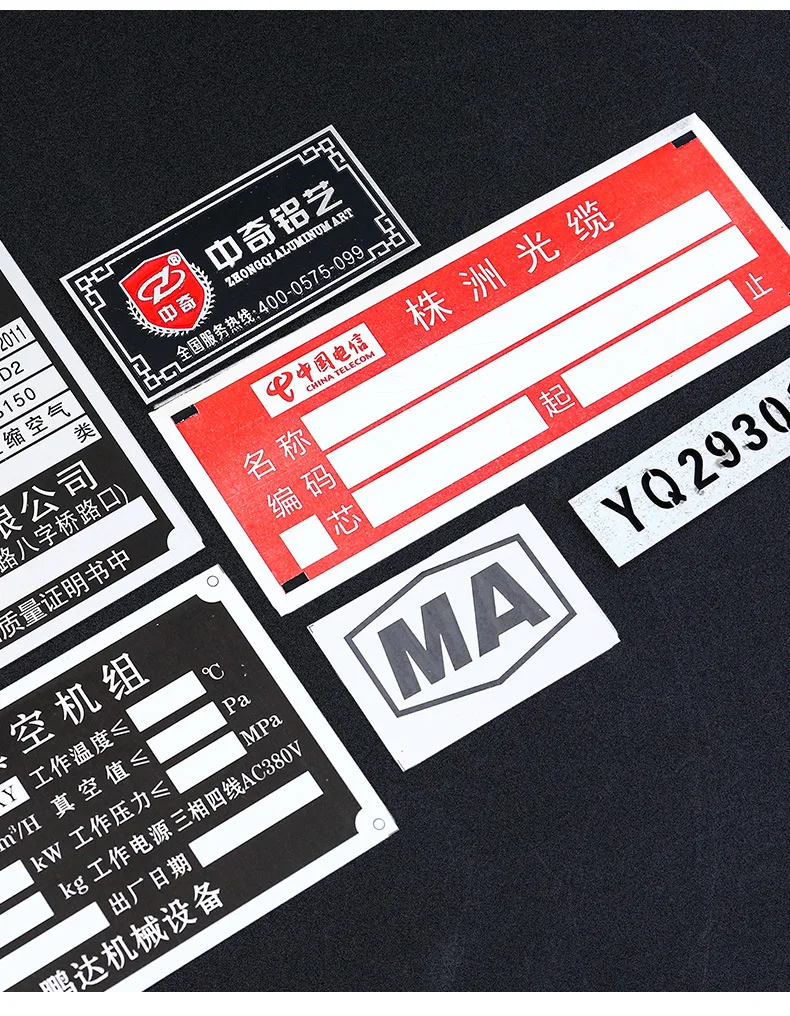 中奇铝艺
ZHONGQI ALUMINUM ART
®
中奇
全国服务热线:400-0575-099
株洲光缆
中国电信
CHINA TELECOM
名称
编码
起
止
芯
YQ2930
MA
2011
D2
S150
缩空气
类
限公司
路八字桥路口)
质量证明书中
空机组
工作温度≤ ℃
真空值≤ Pa
m³/H 工作压力≤ MPa
kW 工作电源 三相四线AC380V
kg 出厂日期
鹏达机械设备